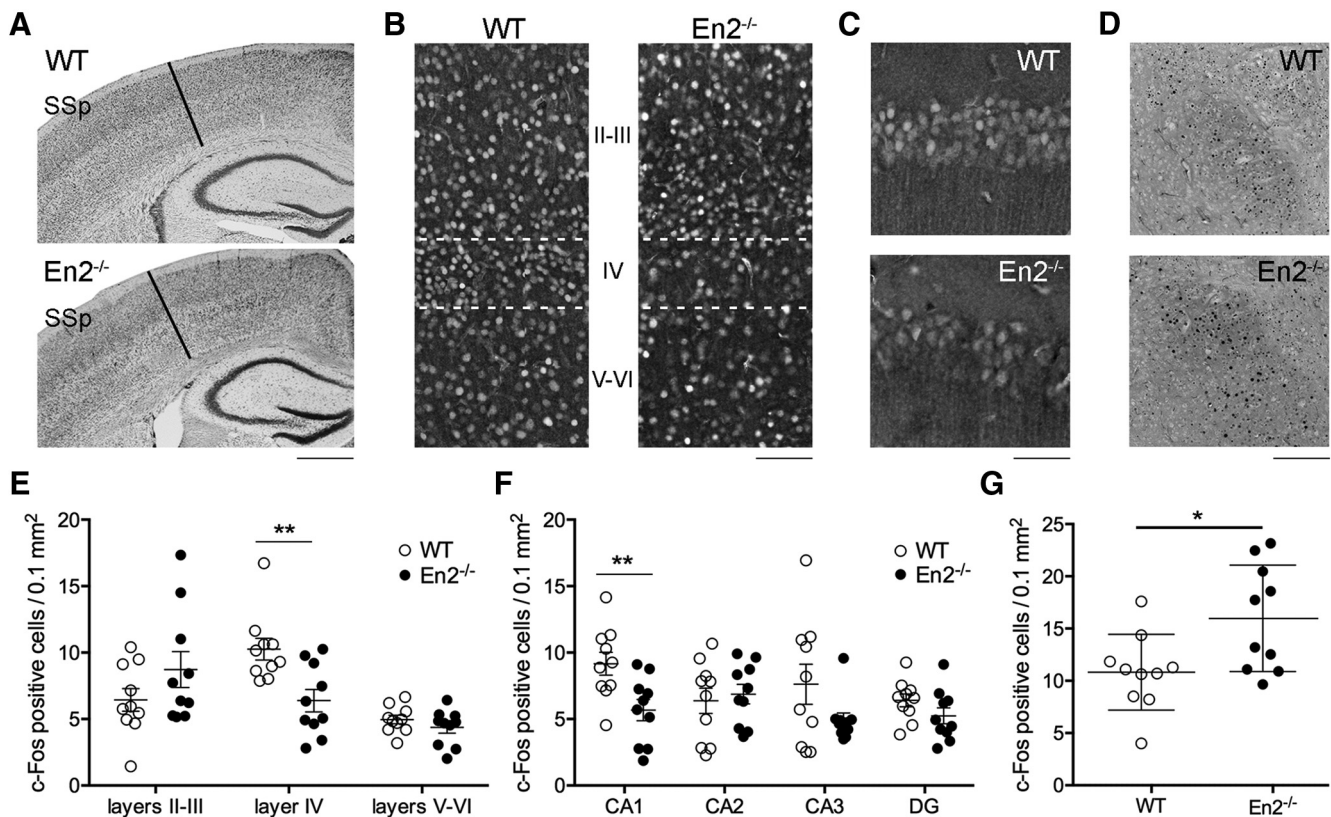 A
WT
SSp
En2-/-
SSp
B
WT
En2-/-
II-III
IV
V-VI
C
WT
En2-/-
D
WT
En2-/-
E
c-Fos positive cells / 0.1 mm2
20
15
10
5
0
**
WT
En2-/-
layers II-III
layer IV
layers V-VI
F
c-Fos positive cells / 0.1 mm2
20
15
10
5
0
**
WT
En2-/-
CA1
CA2
CA3
DG
G
c-Fos positive cells / 0.1 mm2
25
20
15
10
5
0
*
WT
En2-/-